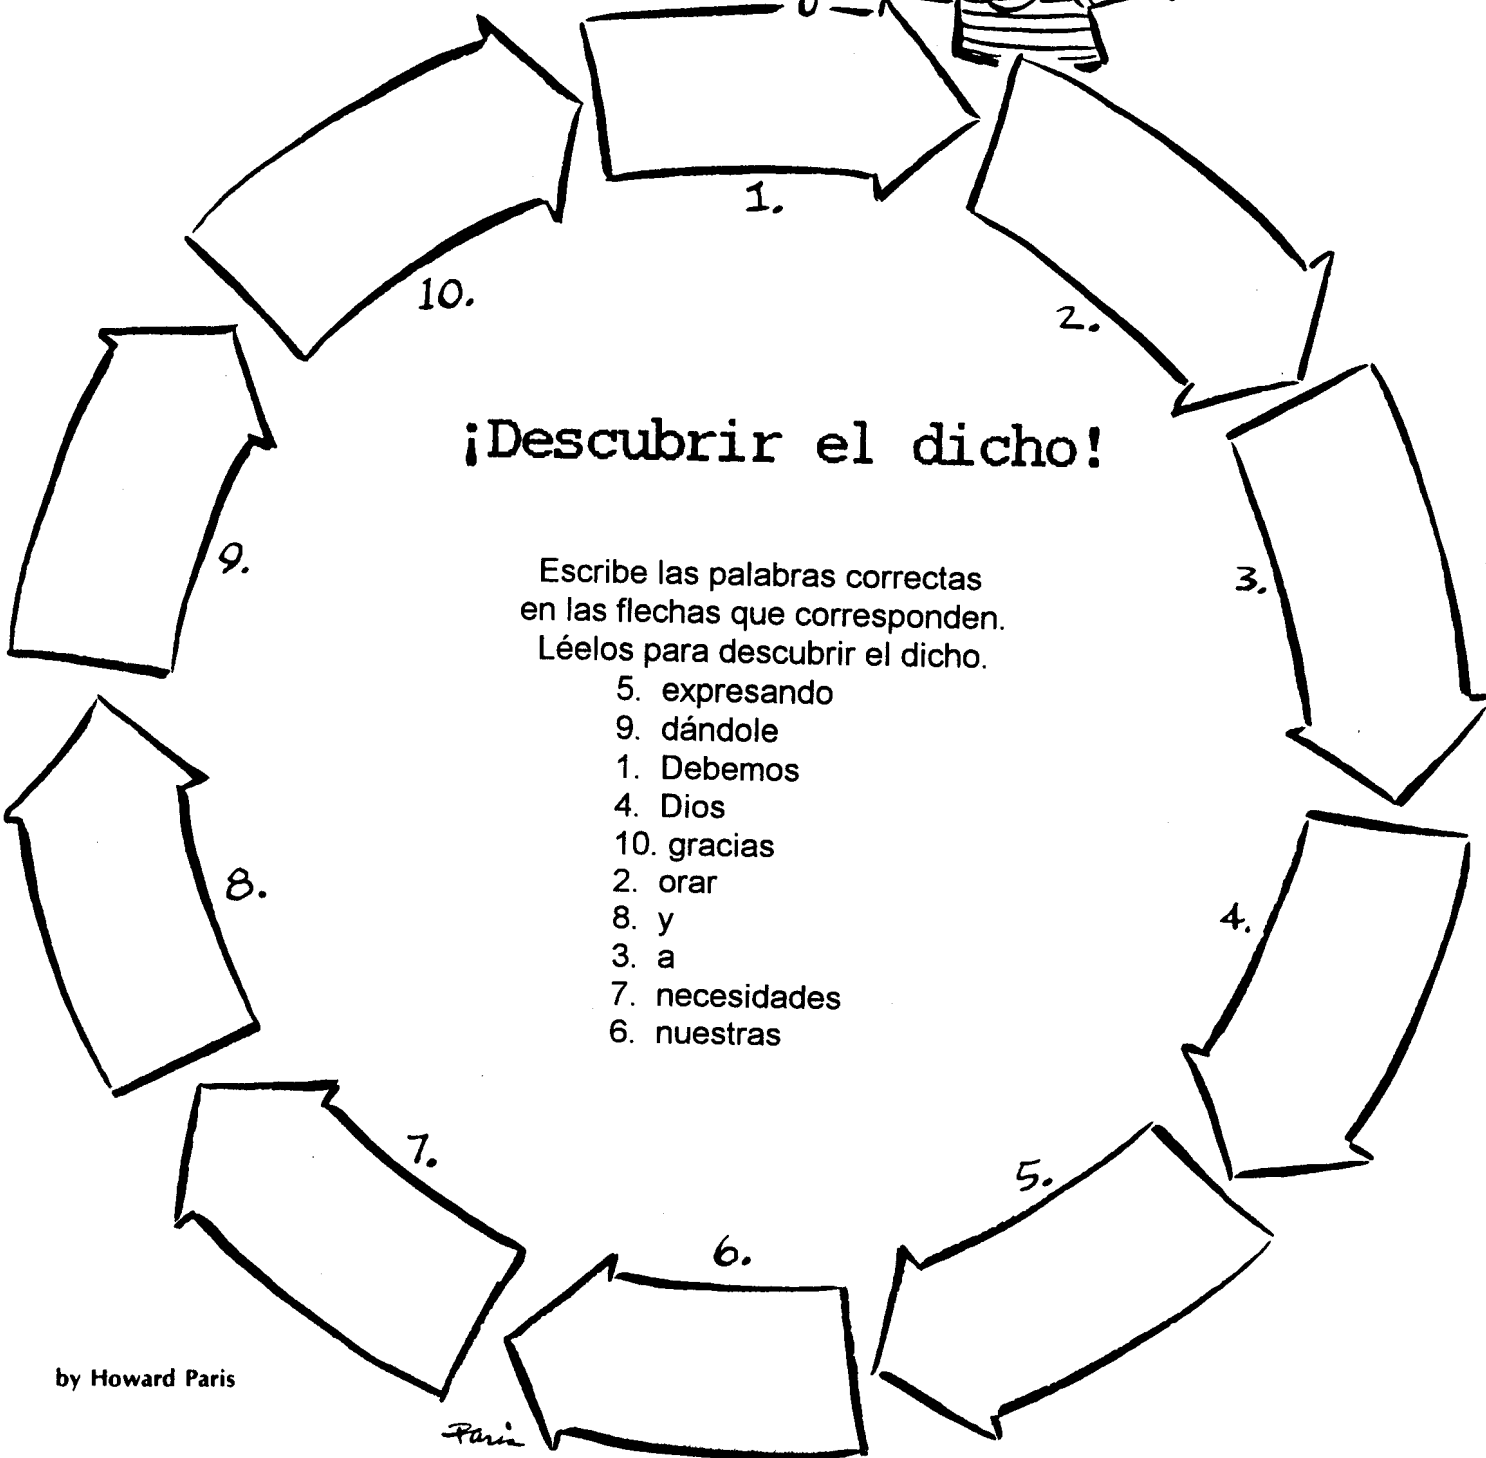 1.
10.
2.
¡Descubrir el dicho!
9.
3.
Escribe las palabras correctas
en las flechas que corresponden.
Léelos para descubrir el dicho.
5. expresando
9. dándole
1. Debemos
4. Dios
10. gracias
2. orar
8. y
3. a
7. necesidades
6. nuestras
8.
4.
7.
5.
6.
by Howard Paris
Paris